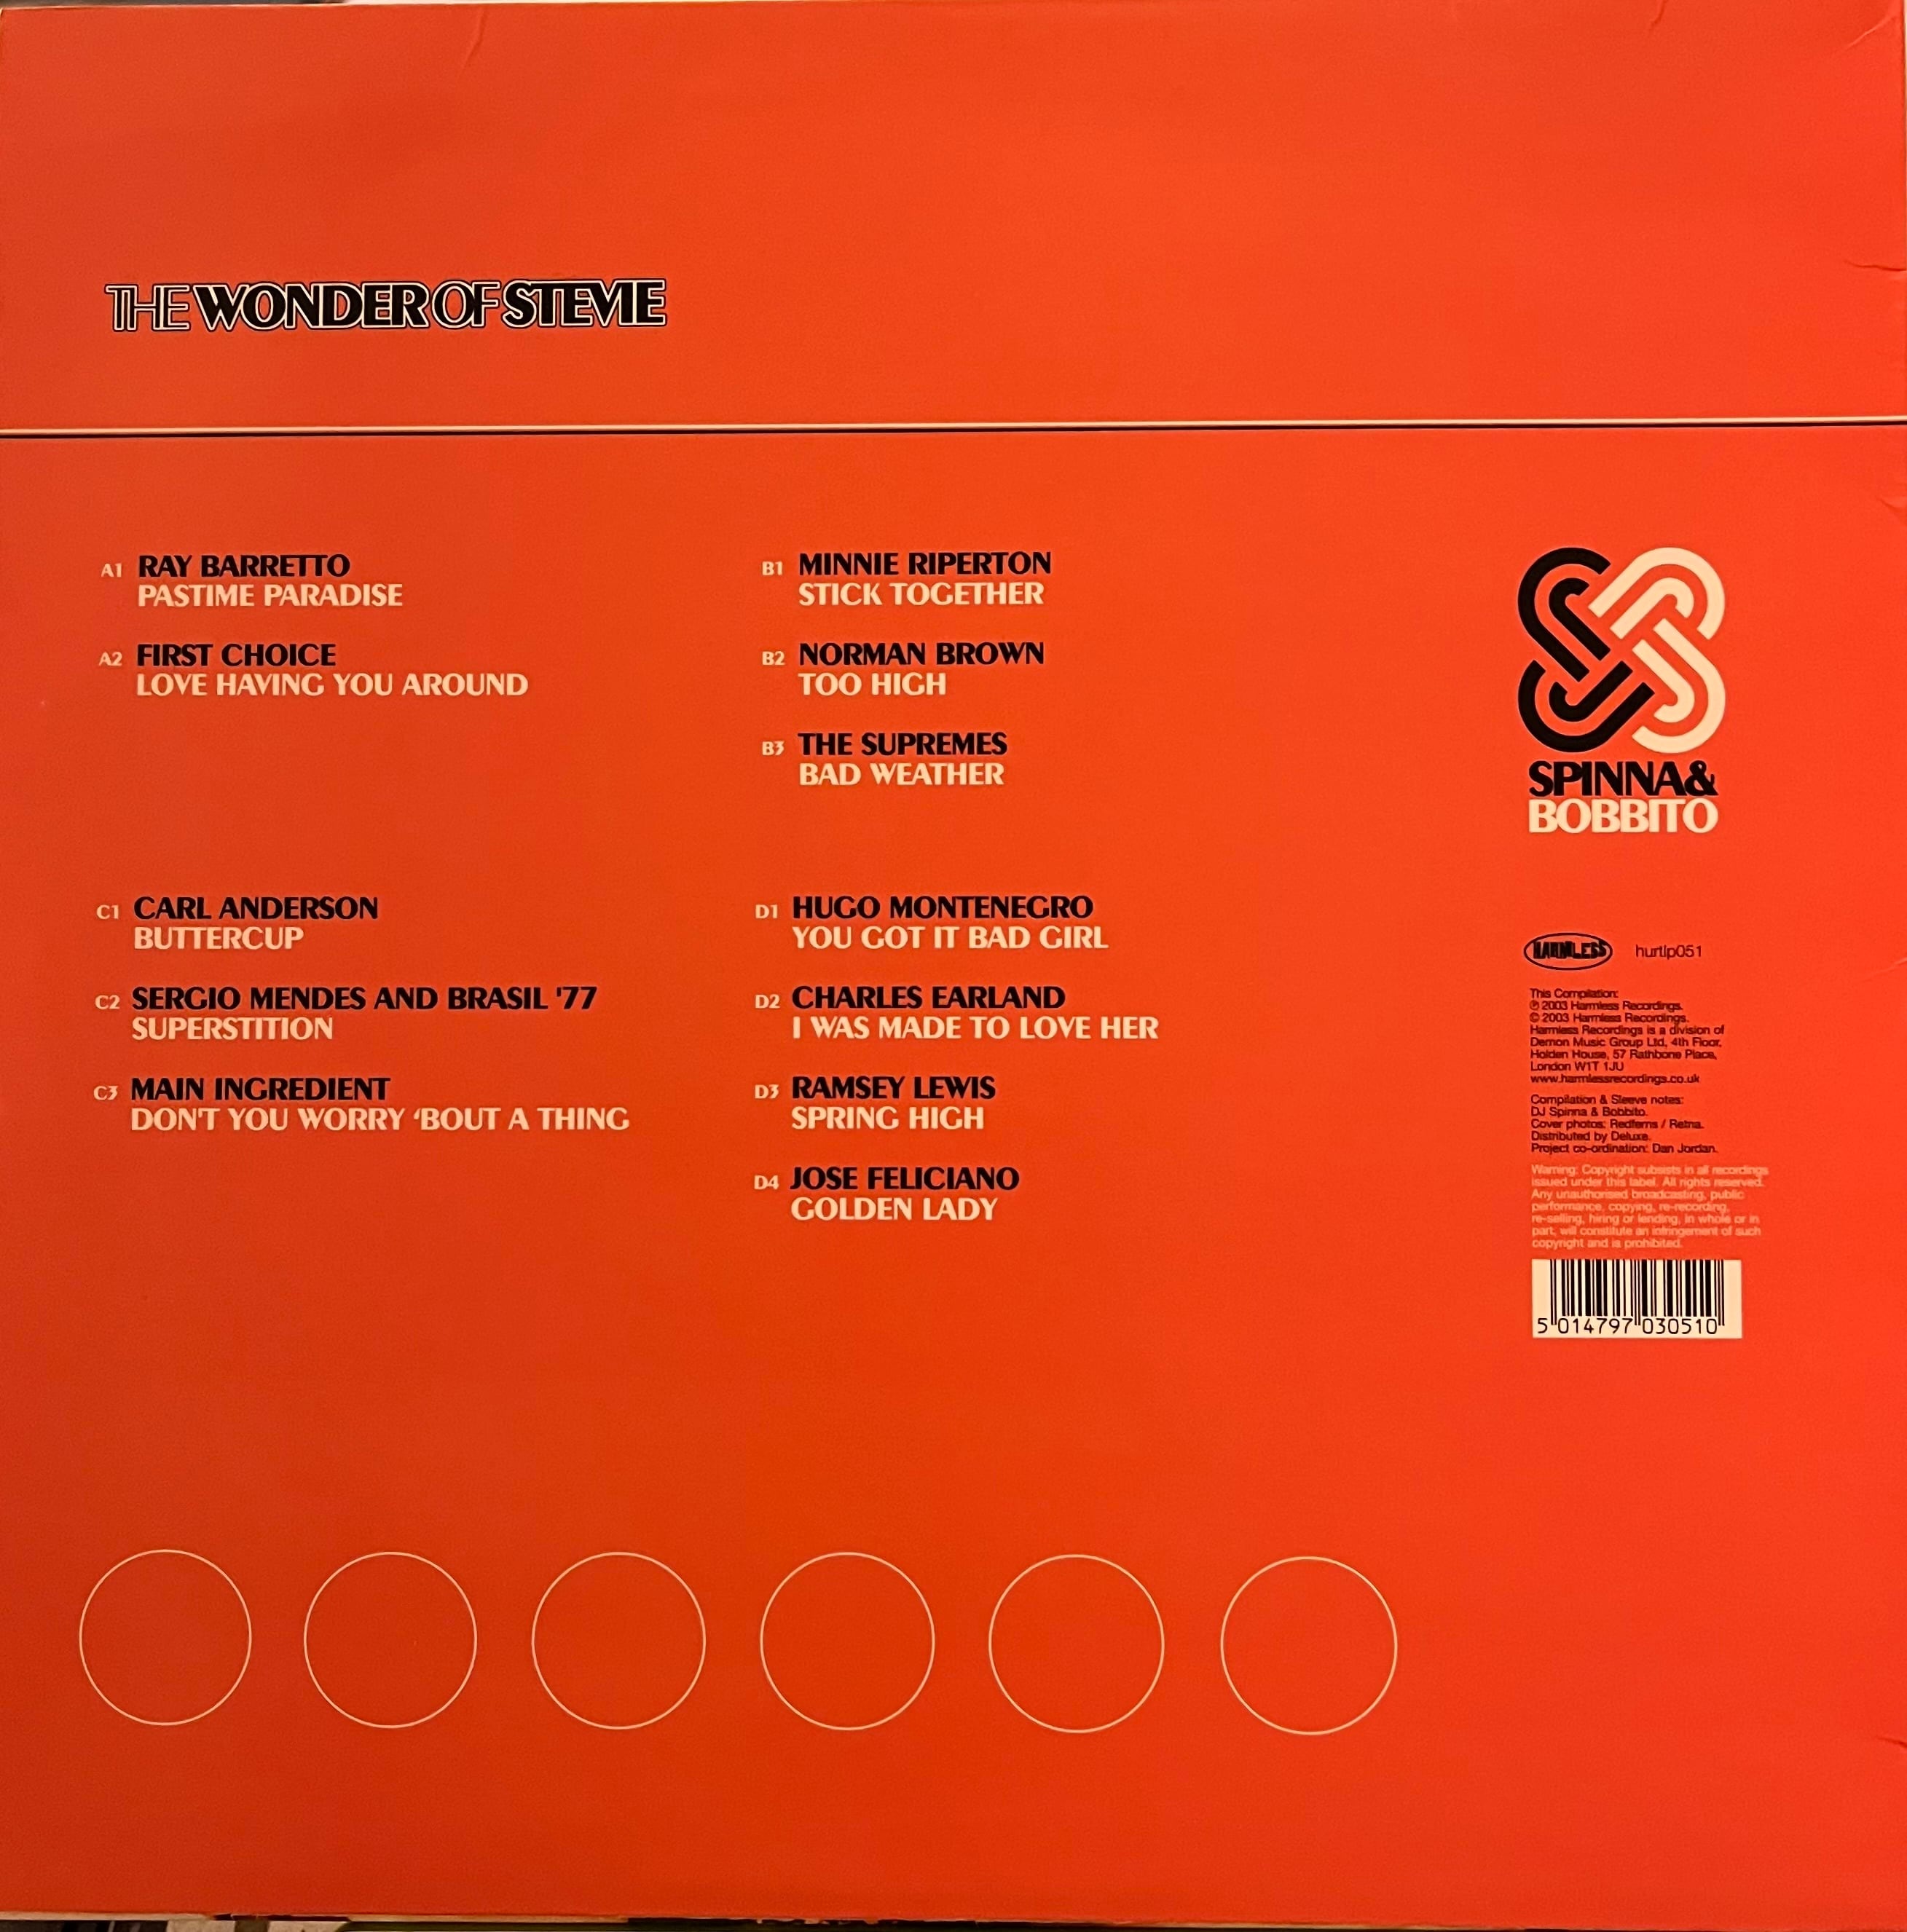 THE WONDER OF STEVIE
A1 RAY BARRETTO
PASTIME PARADISE
A2 FIRST CHOICE
LOVE HAVING YOU AROUND
B1 MINNIE RIPERTON
STICK TOGETHER
B2 NORMAN BROWN
TOO HIGH
B3 THE SUPREMES
BAD WEATHER
C1 CARL ANDERSON
BUTTERCUP
C2 SERGIO MENDES AND BRASIL '77
SUPERSTITION
C3 MAIN INGREDIENT
DON'T YOU WORRY ‘BOUT A THING
D1 HUGO MONTENEGRO
YOU GOT IT BAD GIRL
D2 CHARLES EARLAND
I WAS MADE TO LOVE HER
D3 RAMSEY LEWIS
SPRING HIGH
D4 JOSE FELICIANO
GOLDEN LADY
SPINNA&
BOBBITO
HARMLESS hurtlp051
This Compilation:
℗ 2003 Harmless Recordings.
© 2003 Harmless Recordings.
Harmless Recordings is a division of
Demon Music Group Ltd, 4th Floor,
Holden House, 57 Rathbone Place,
London W1T 1JU
www.harmlessrecordings.co.uk
Compilation & Sleeve notes:
DJ Spinna & Bobbito.
Cover photos: Redferns / Retna.
Distributed by Deluxe.
Project co-ordination: Dan Jordan.
Warning: Copyright subsists in all recordings
issued under this label. All rights reserved.
Any unauthorised broadcasting, public
performance, copying, re-recording,
re-selling, hiring or lending, in whole or in
part, will constitute an infringement of such
copyright and is prohibited.
5 014797 030510